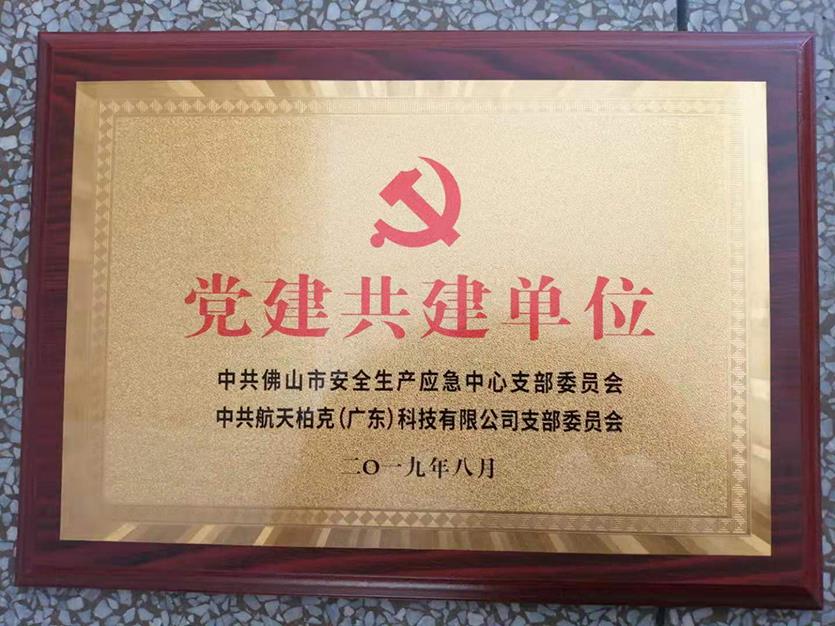 党建共建单位
中共佛山市安全生产应急中心支部委员会
中共航天柏克(广东)科技有限公司支部委员会
二〇一九年八月